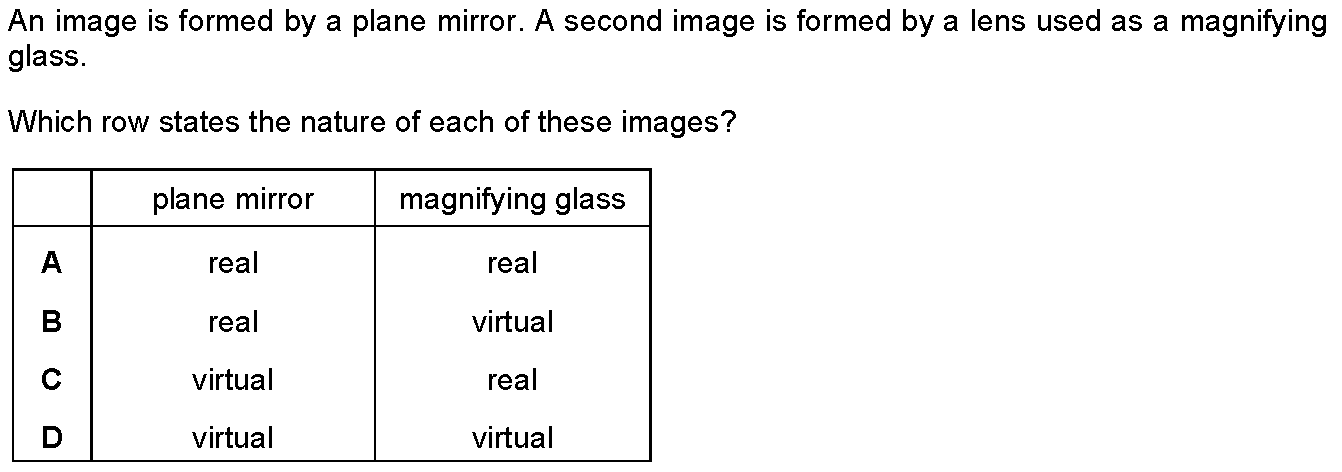 An image is formed by a plane mirror. A second image is formed by a lens used as a magnifying
glass.
Which row states the nature of each of these images?
plane mirror magnifying glass
A real real
B real virtual
C virtual real
D virtual virtual